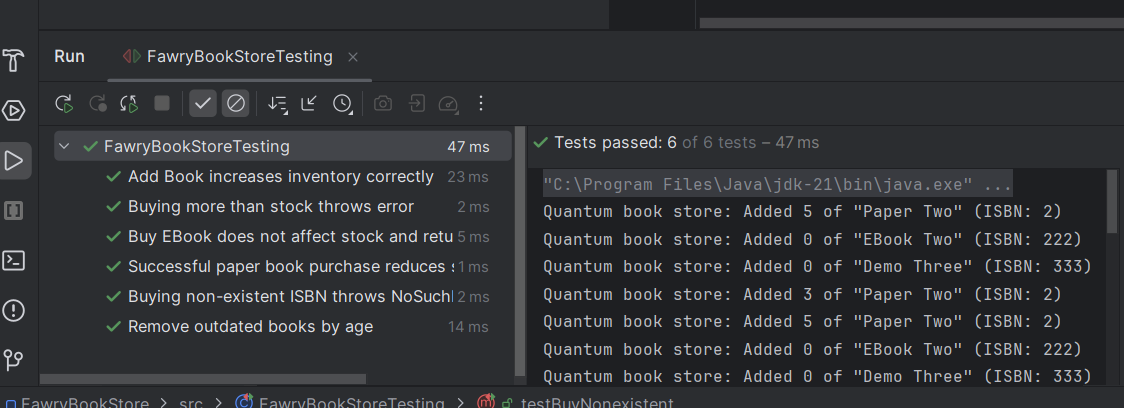 Run FawryBookStoreTesting
FawryBookStoreTesting 47 ms
Add Book increases inventory correctly 23 ms
Buying more than stock throws error 2 ms
Buy EBook does not affect stock and retu 5 ms
Successful paper book purchase reduces 1 ms
Buying non-existent ISBN throws NoSuch 2 ms
Remove outdated books by age 14 ms
Tests passed: 6 of 6 tests – 47 ms
"C:\Program Files\Java\jdk-21\bin\java.exe" ...
Quantum book store: Added 5 of "Paper Two" (ISBN: 2)
Quantum book store: Added 0 of "EBook Two" (ISBN: 222)
Quantum book store: Added 0 of "Demo Three" (ISBN: 333)
Quantum book store: Added 3 of "Paper Two" (ISBN: 2)
Quantum book store: Added 5 of "Paper Two" (ISBN: 2)
Quantum book store: Added 0 of "EBook Two" (ISBN: 222)
Quantum book store: Added 0 of "Demo Three" (ISBN: 333)
FawryBookStore > src > FawryBookStoreTesting > testBuyNonexistent